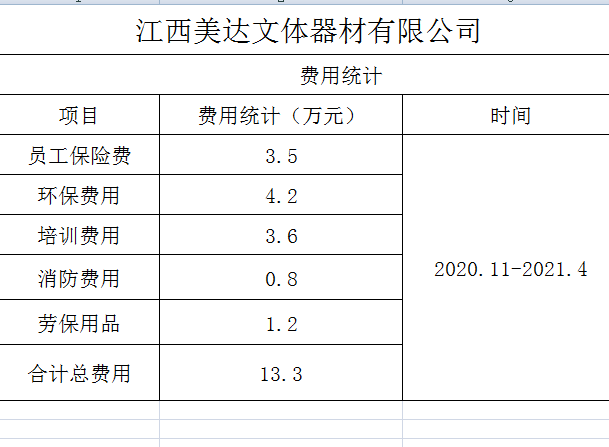 江西美达文体器材有限公司
费用统计
项目 费用统计（万元） 时间
员工保险费 3.5
环保费用 4.2
培训费用 3.6
2020.11-2021.4
消防费用 0.8
劳保用品 1.2
合计总费用 13.3